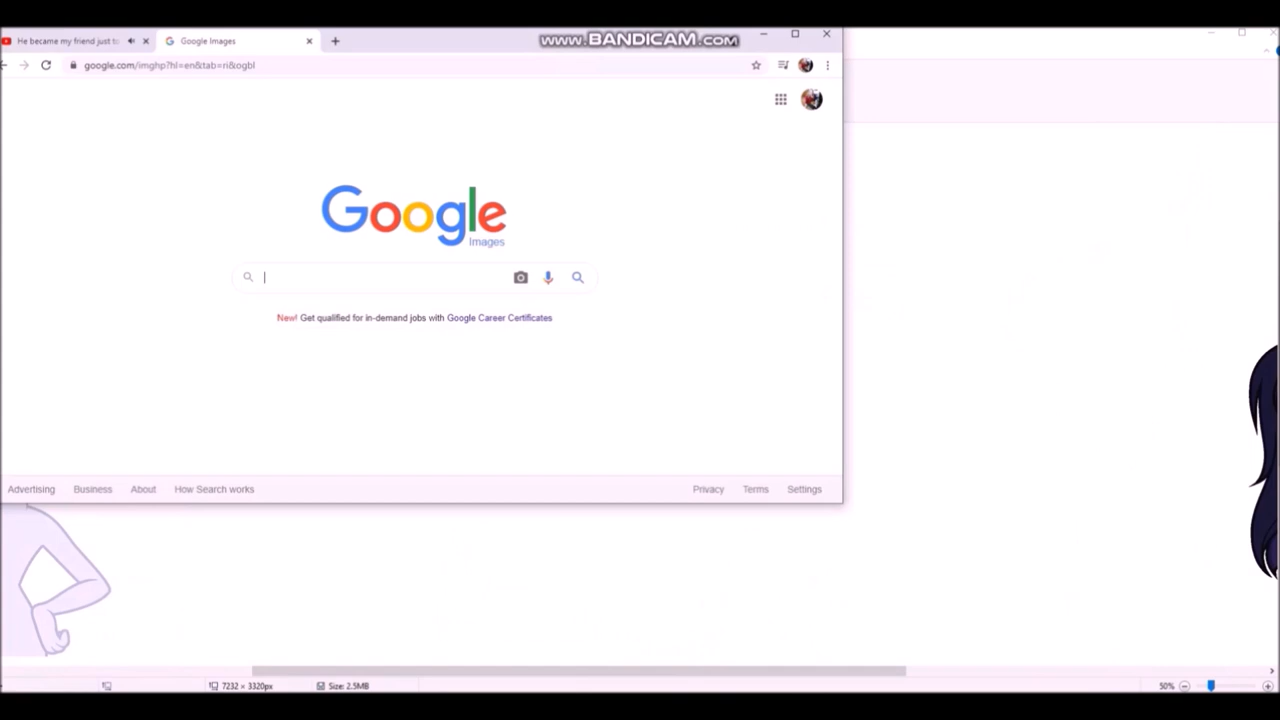 www.BANDICAM.com
He became my friend just to
Google Images
google.com/imghp?hl=en&tab=ri&ogbl
Google
Images
New! Get qualified for in-demand jobs with Google Career Certificates
Advertising Business About How Search works Privacy Terms Settings
7232 × 3320px Size: 2.5MB 50%